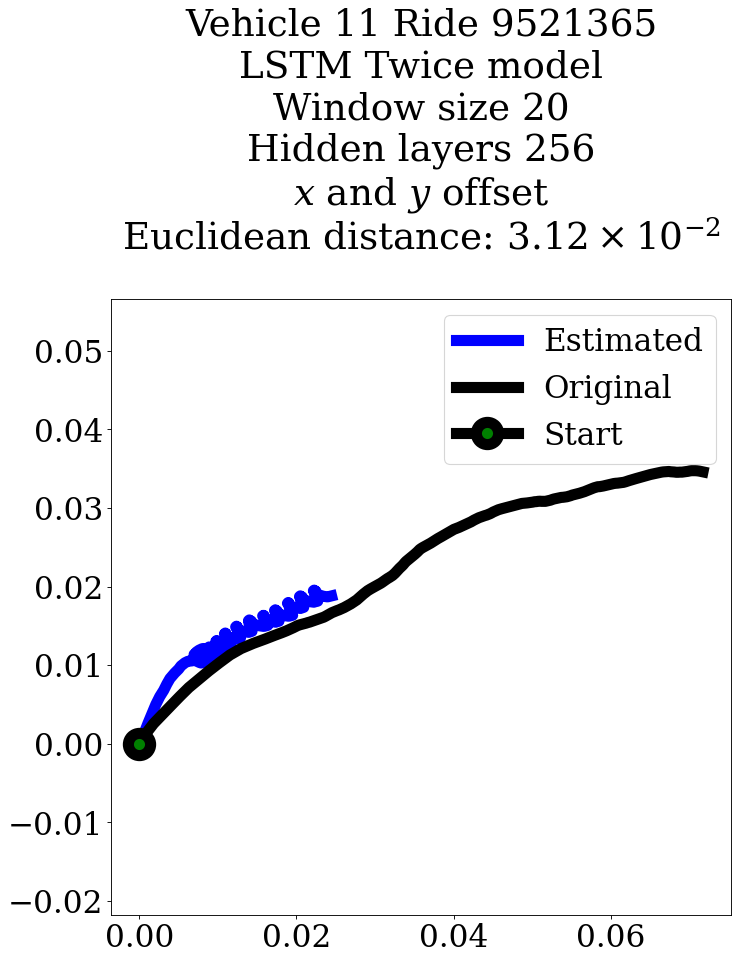 Vehicle 11 Ride 9521365
LSTM Twice model
Window size 20
Hidden layers 256
x and y offset
Euclidean distance: 3.12 × 10⁻²
Estimated
Original
Start
0.05
0.04
0.03
0.02
0.01
0.00
−0.01
−0.02
0.00 0.02 0.04 0.06